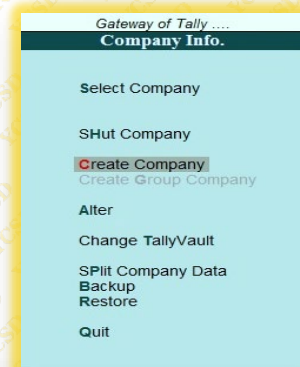 Gateway of Tally ....
Company Info.
Select Company
SHut Company
Create Company
Create Group Company
Alter
Change TallyVault
SPlit Company Data
Backup
Restore
Quit